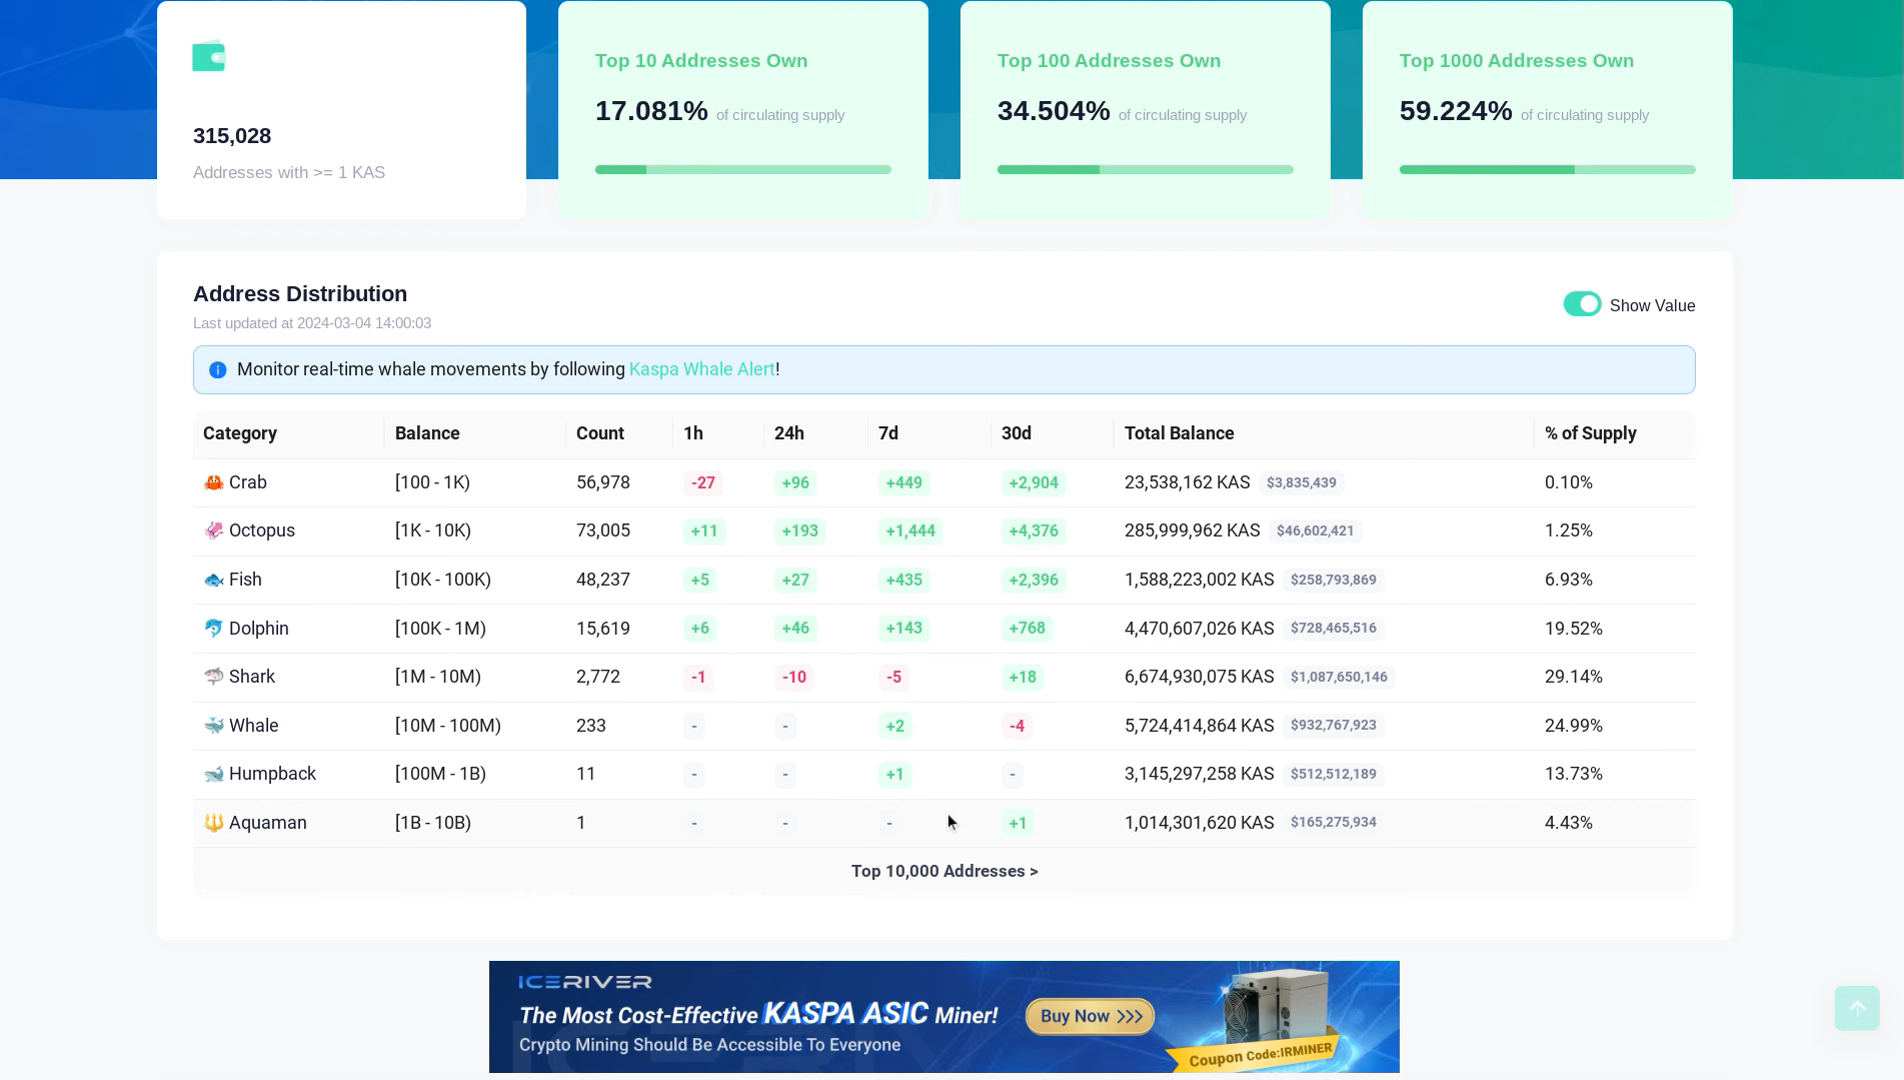 315,028
Addresses with >= 1 KAS
Top 10 Addresses Own
17.081% of circulating supply
Top 100 Addresses Own
34.504% of circulating supply
Top 1000 Addresses Own
59.224% of circulating supply
Address Distribution
Last updated at 2024-03-04 14:00:03
Show Value
Monitor real-time whale movements by following Kaspa Whale Alert!
Category Balance Count 1h 24h 7d 30d Total Balance % of Supply
Crab [100 - 1K) 56,978 -27 +96 +449 +2,904 23,538,162 KAS $3,835,439 0.10%
Octopus [1K - 10K) 73,005 +11 +193 +1,444 +4,376 285,999,962 KAS $46,602,421 1.25%
Fish [10K - 100K) 48,237 +5 +27 +435 +2,396 1,588,223,002 KAS $258,793,869 6.93%
Dolphin [100K - 1M) 15,619 +6 +46 +143 +768 4,470,607,026 KAS $728,465,516 19.52%
Shark [1M - 10M) 2,772 -1 -10 -5 +18 6,674,930,075 KAS $1,087,650,146 29.14%
Whale [10M - 100M) 233 - - +2 -4 5,724,414,864 KAS $932,767,923 24.99%
Humpback [100M - 1B) 11 - - +1 - 3,145,297,258 KAS $512,512,189 13.73%
Aquaman [1B - 10B) 1 - - - +1 1,014,301,620 KAS $165,275,934 4.43%
Top 10,000 Addresses >
ICERIVER
The Most Cost-Effective KASPA ASIC Miner!
Crypto Mining Should Be Accessible To Everyone
Buy Now >>>
Coupon Code:IRMINER